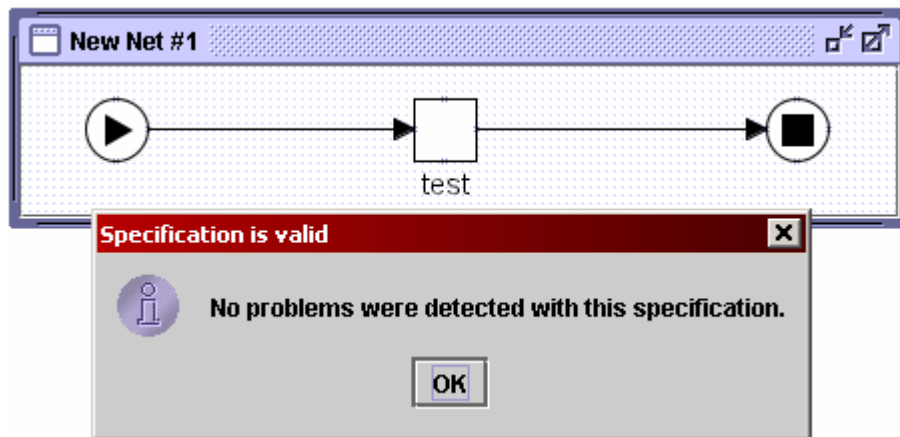 New Net #1
test
Specification is valid
No problems were detected with this specification.
OK